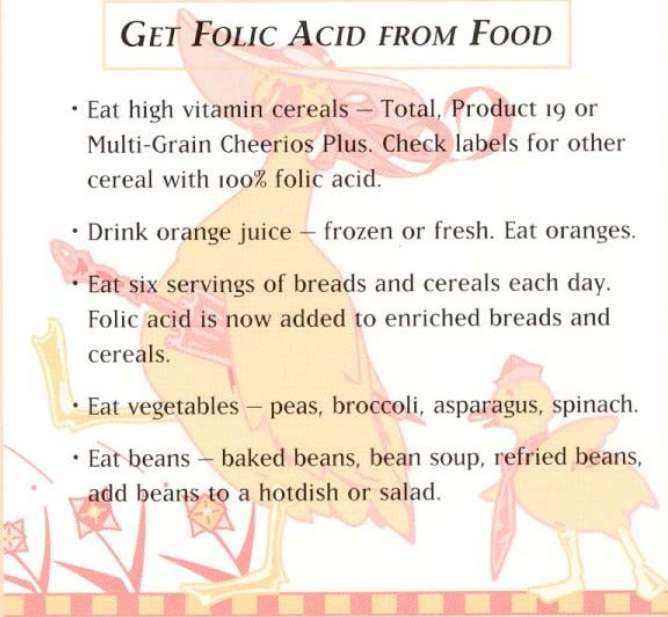 GET FOLIC ACID FROM FOOD
• Eat high vitamin cereals – Total, Product 19 or
Multi-Grain Cheerios Plus. Check labels for other
cereal with 100% folic acid.
• Drink orange juice – frozen or fresh. Eat oranges.
• Eat six servings of breads and cereals each day.
Folic acid is now added to enriched breads and
cereals.
• Eat vegetables – peas, broccoli, asparagus, spinach.
• Eat beans – baked beans, bean soup, refried beans,
add beans to a hotdish or salad.